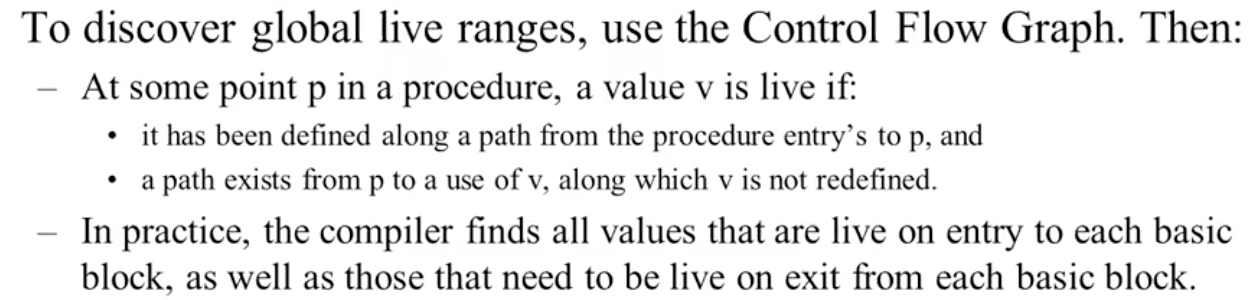 To discover global live ranges, use the Control Flow Graph. Then:
– At some point p in a procedure, a value v is live if:
• it has been defined along a path from the procedure entry’s to p, and
• a path exists from p to a use of v, along which v is not redefined.
– In practice, the compiler finds all values that are live on entry to each basic
block, as well as those that need to be live on exit from each basic block.